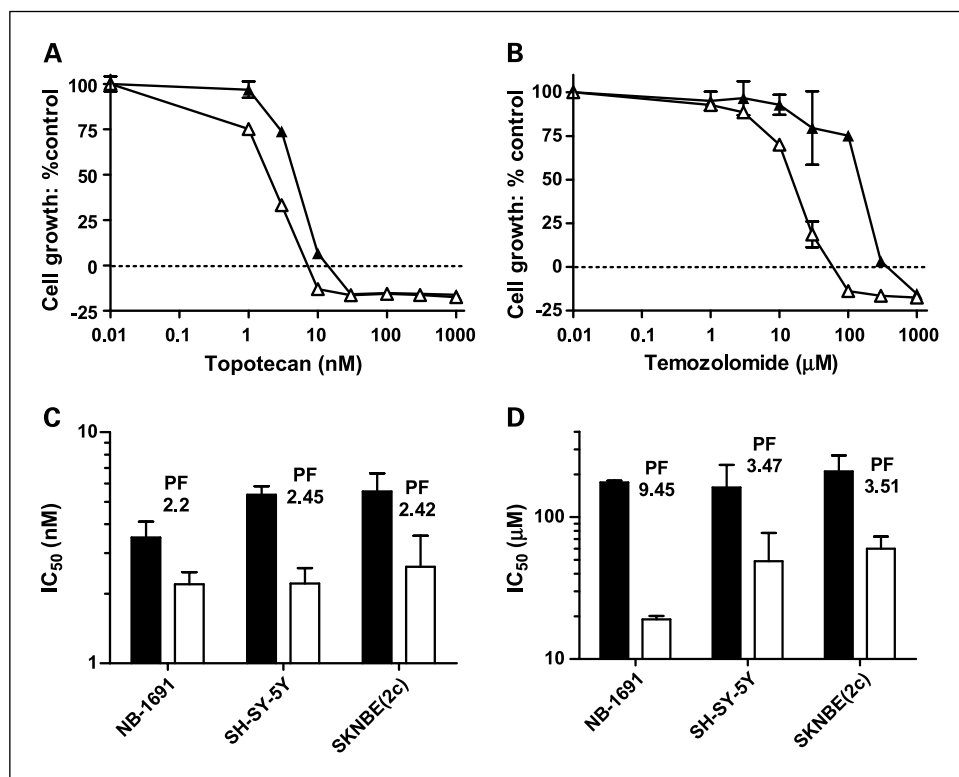 A
Cell growth: %control
100
75
50
25
0
-25
0.01 0.1 1 10 100 1000
Topotecan (nM)
B
Cell growth: % control
100
75
50
25
0
-25
0.01 0.1 1 10 100 1000
Temozolomide (μM)
C
IC50 (nM)
10
1
PF
2.2
PF
2.45
PF
2.42
NB-1691
SH-SY-5Y
SKNBE(2c)
D
IC50 (μM)
100
10
PF
9.45
PF
3.47
PF
3.51
NB-1691
SH-SY-5Y
SKNBE(2c)